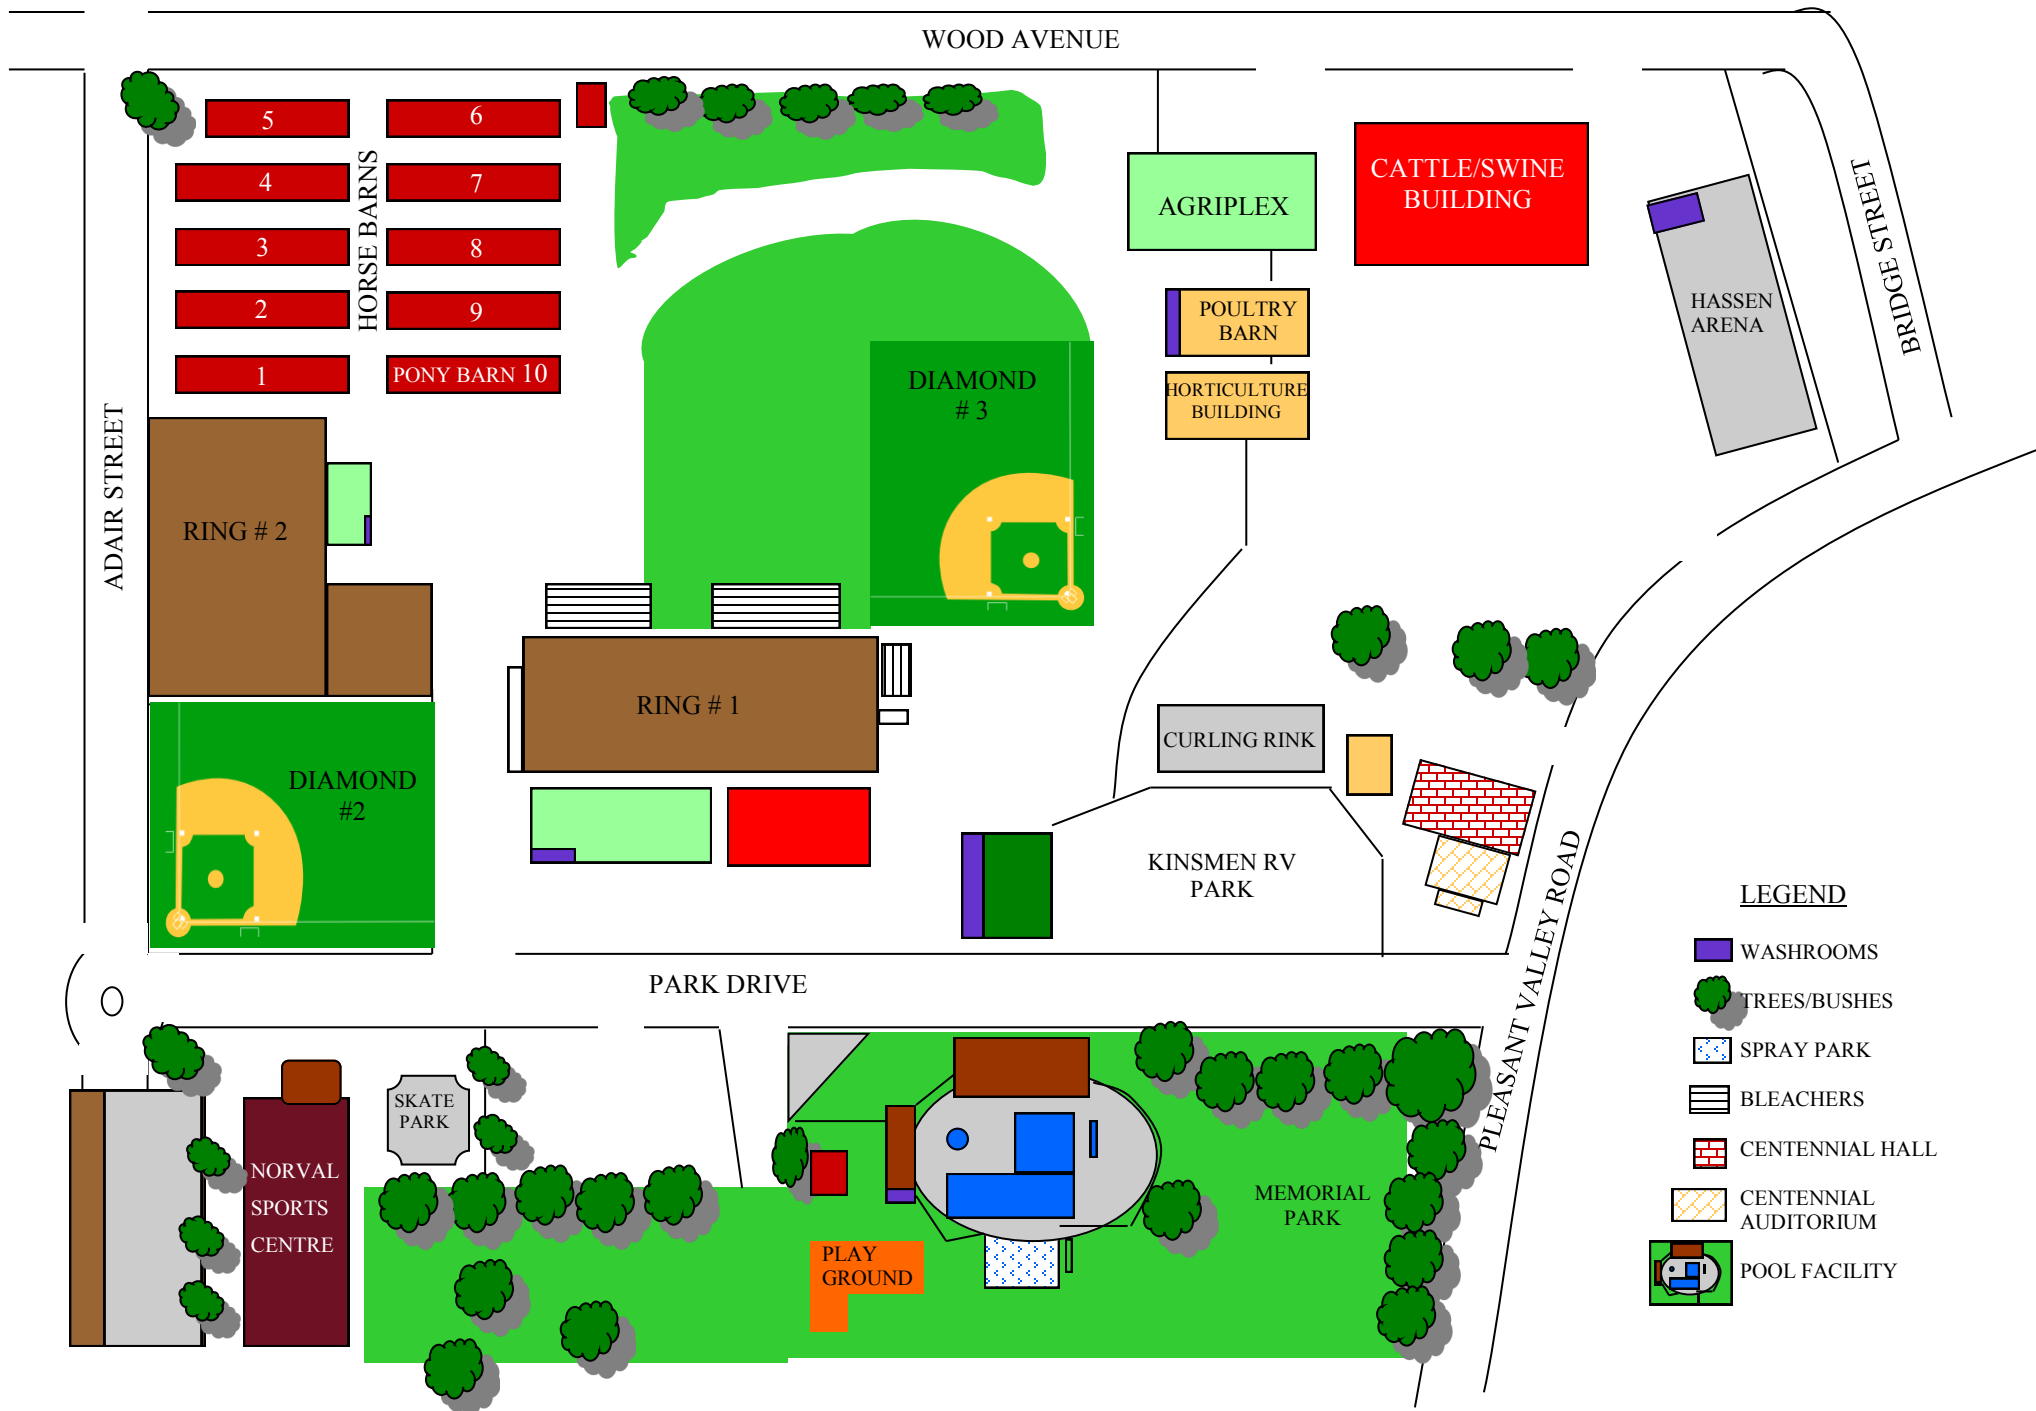 WOOD AVENUE
5
6
4
7
3
8
2
9
1
PONY BARN 10
HORSE BARNS
AGRIPLEX
CATTLE/SWINE
BUILDING
POULTRY
BARN
HORTICULTURE
BUILDING
HASSEN
ARENA
BRIDGE STREET
ADAIR STREET
DIAMOND
# 3
RING # 2
RING # 1
DIAMOND
#2
CURLING RINK
KINSMEN RV
PARK
PLEASANT VALLEY ROAD
PARK DRIVE
SKATE
PARK
NORVAL
SPORTS
CENTRE
PLAY
GROUND
MEMORIAL
PARK
LEGEND
WASHROOMS
TREES/BUSHES
SPRAY PARK
BLEACHERS
CENTENNIAL HALL
CENTENNIAL
AUDITORIUM
POOL FACILITY